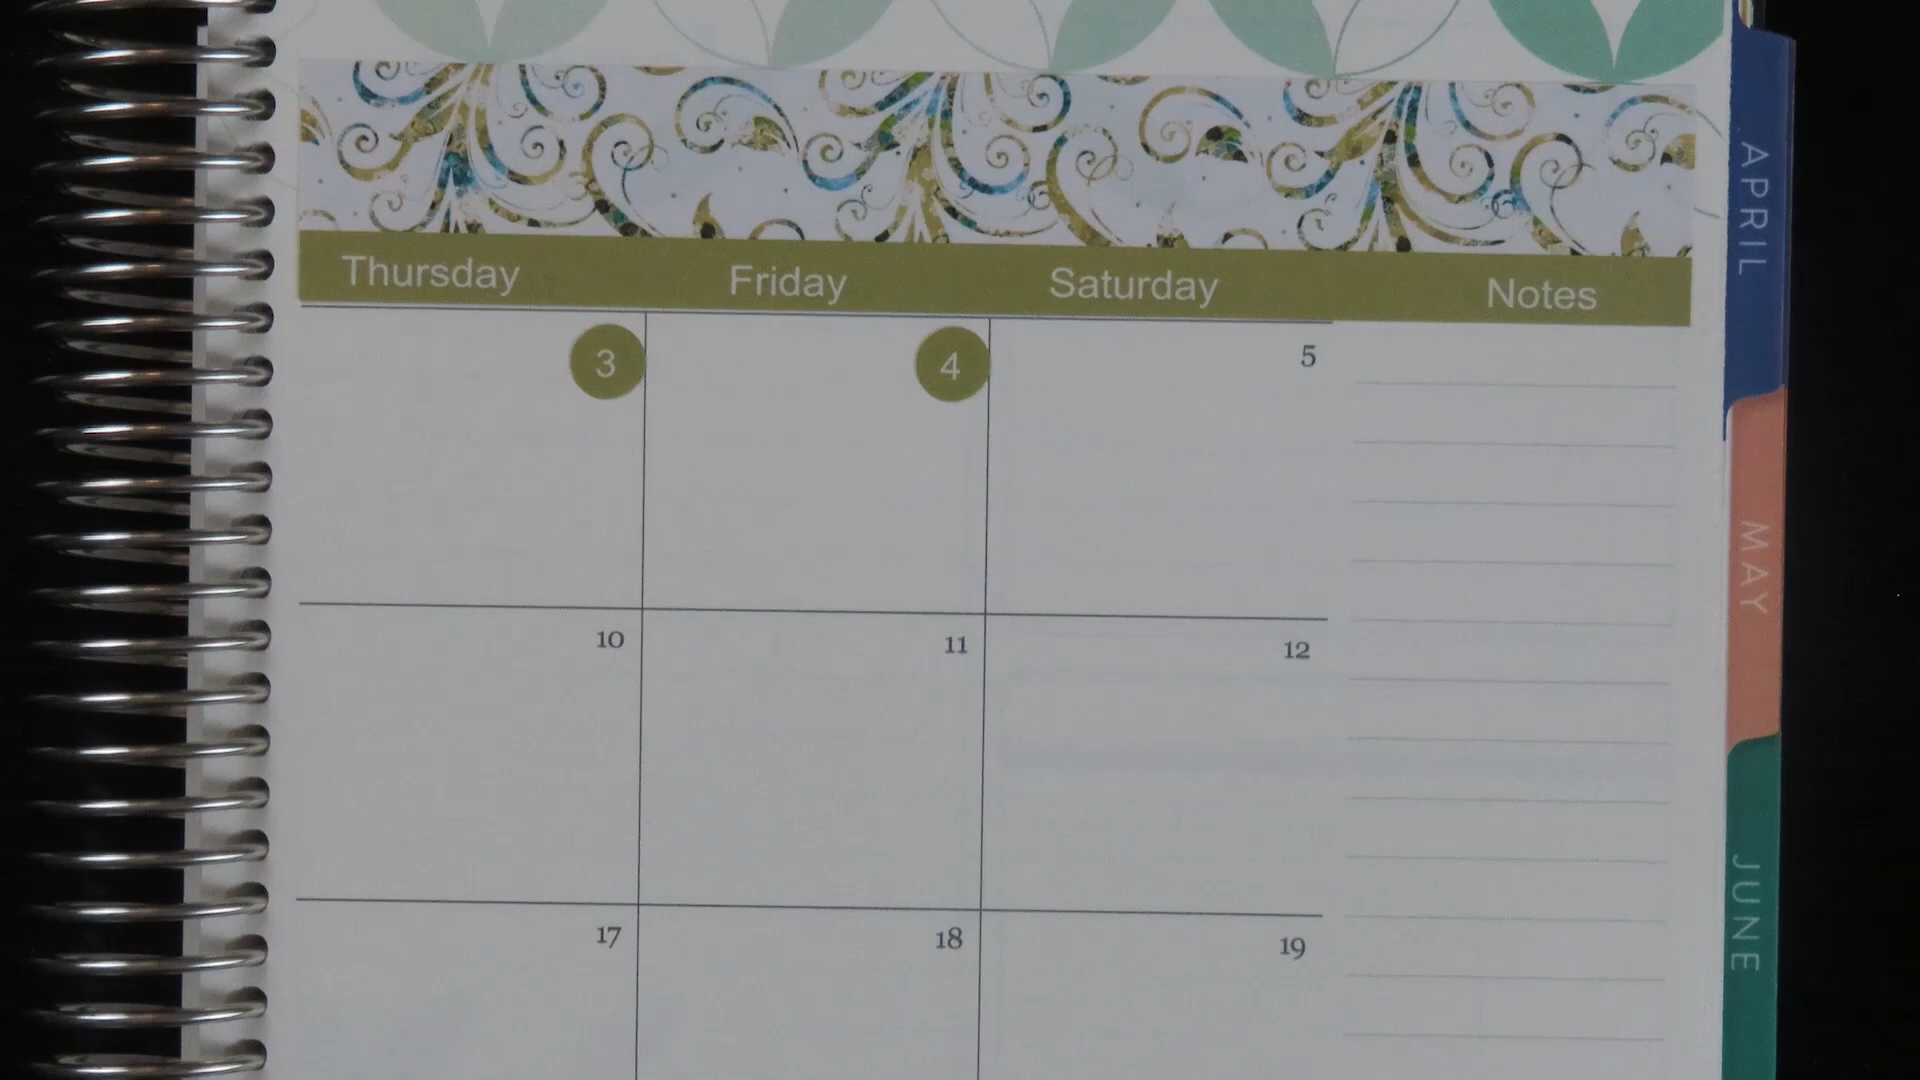 Thursday Friday Saturday Notes
3 4 5
10 11 12
17 18 19
APRIL
MAY
JUNE